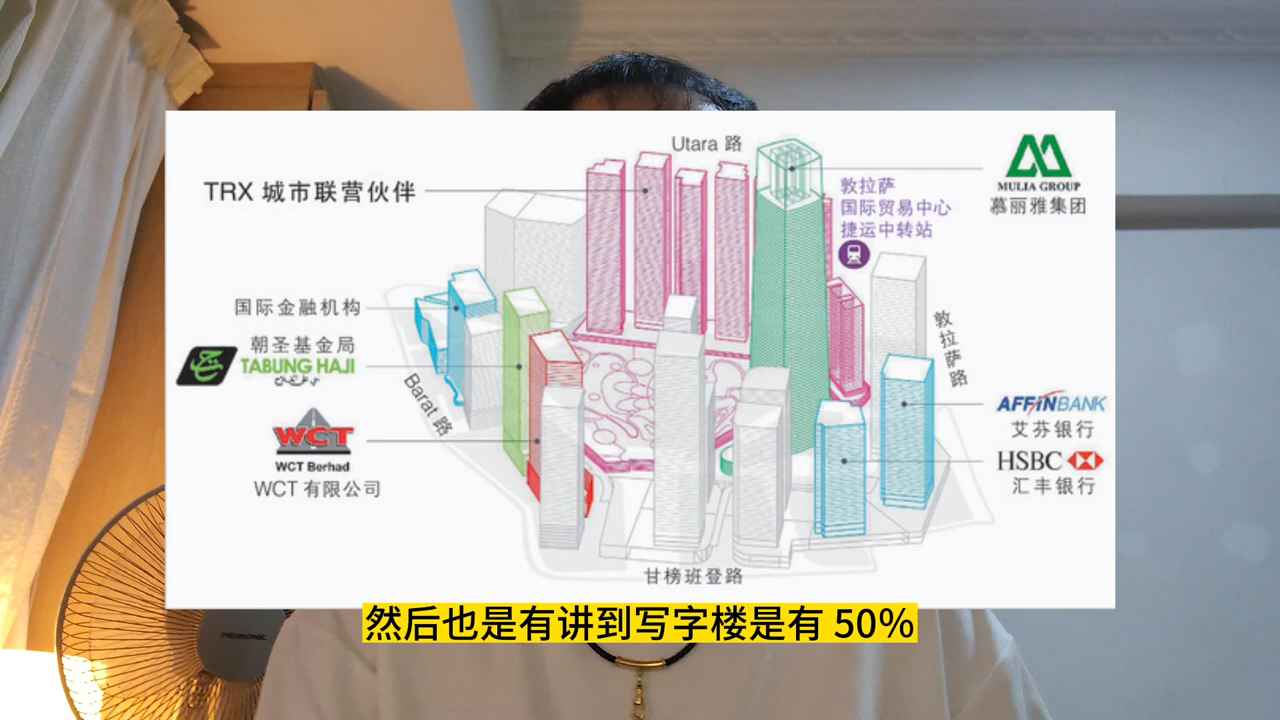 Utara 路
TRX 城市联营伙伴
MULIA GROUP
慕丽雅集团
敦拉萨
国际贸易中心
捷运中转站
国际金融机构
朝圣基金局
TABUNG HAJI
敦拉萨路
Barat 路
AFFINBANK
艾芬银行
WCT
WCT Berhad
WCT 有限公司
HSBC
汇丰银行
甘榜班登路
然后也是有讲到写字楼是有 50%